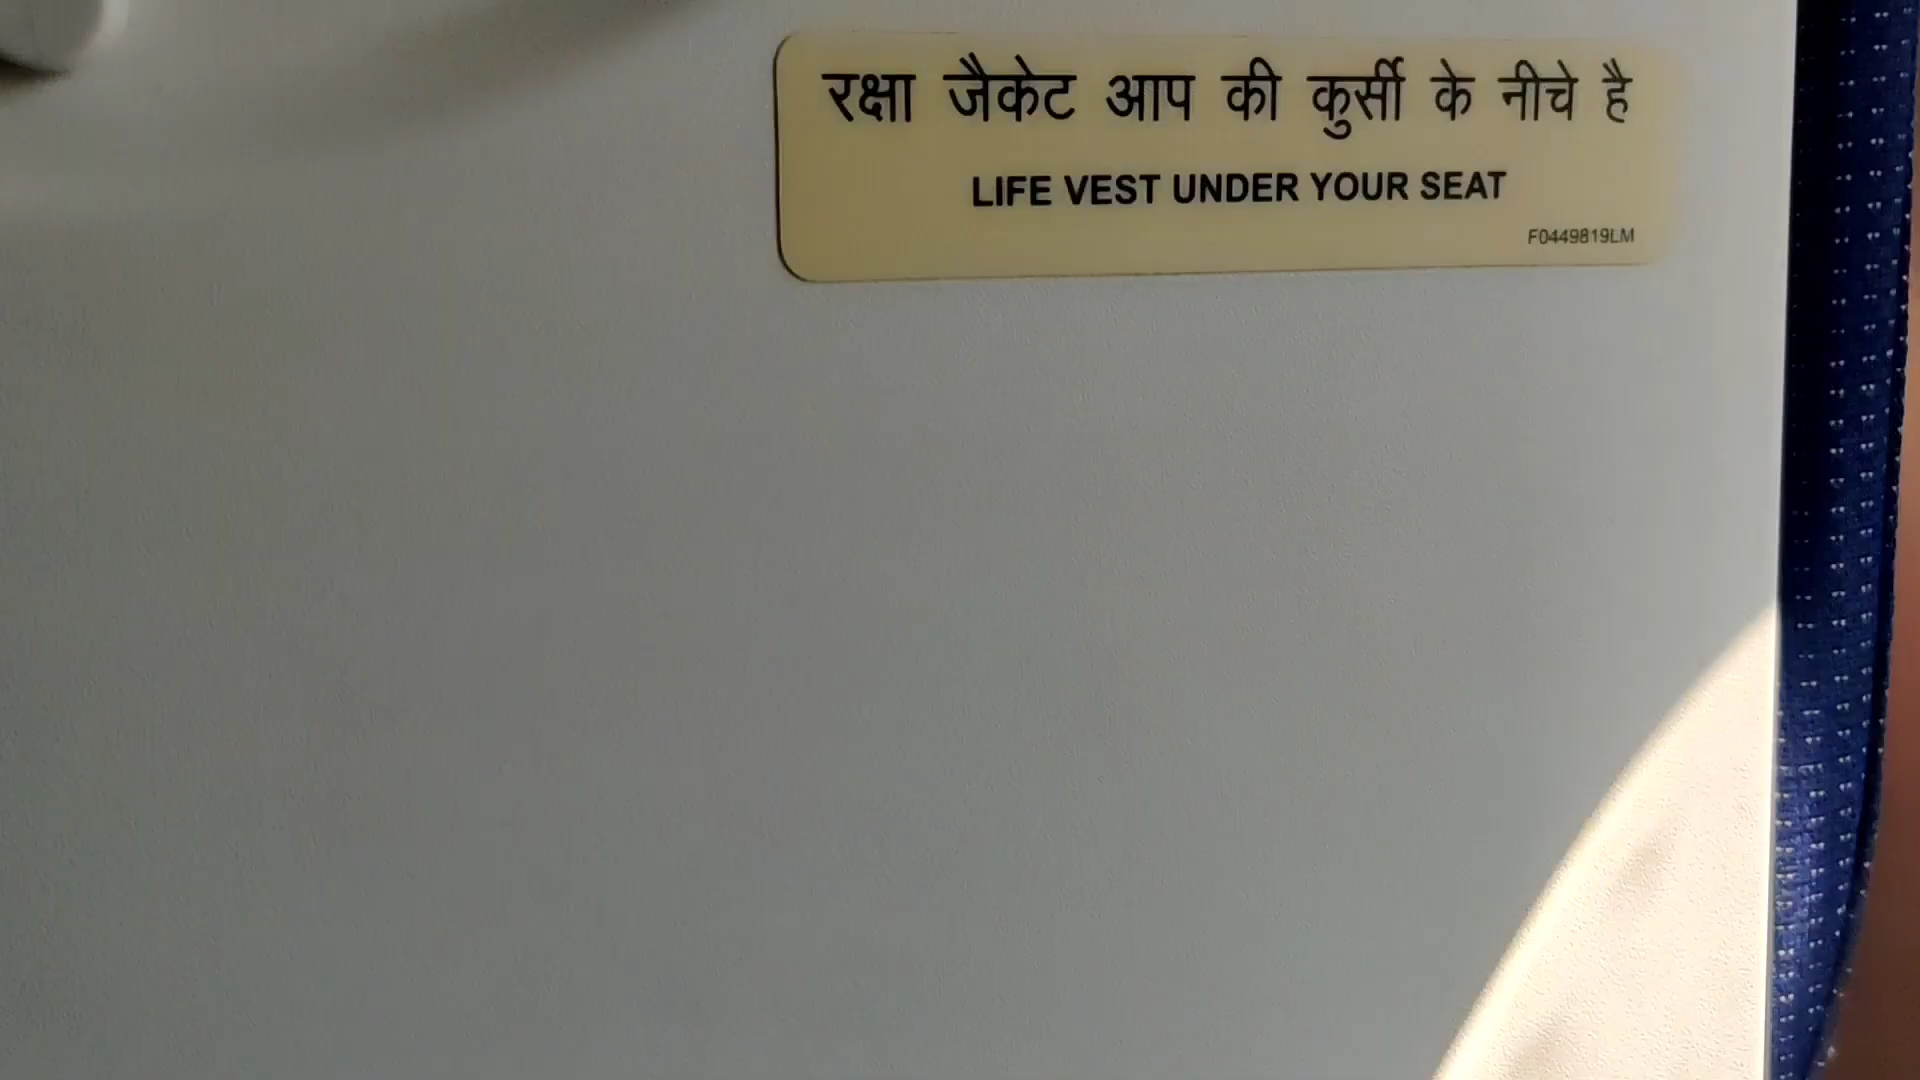 रक्षा जैकेट आप की कुर्सी के नीचे है
LIFE VEST UNDER YOUR SEAT
F0449819LM